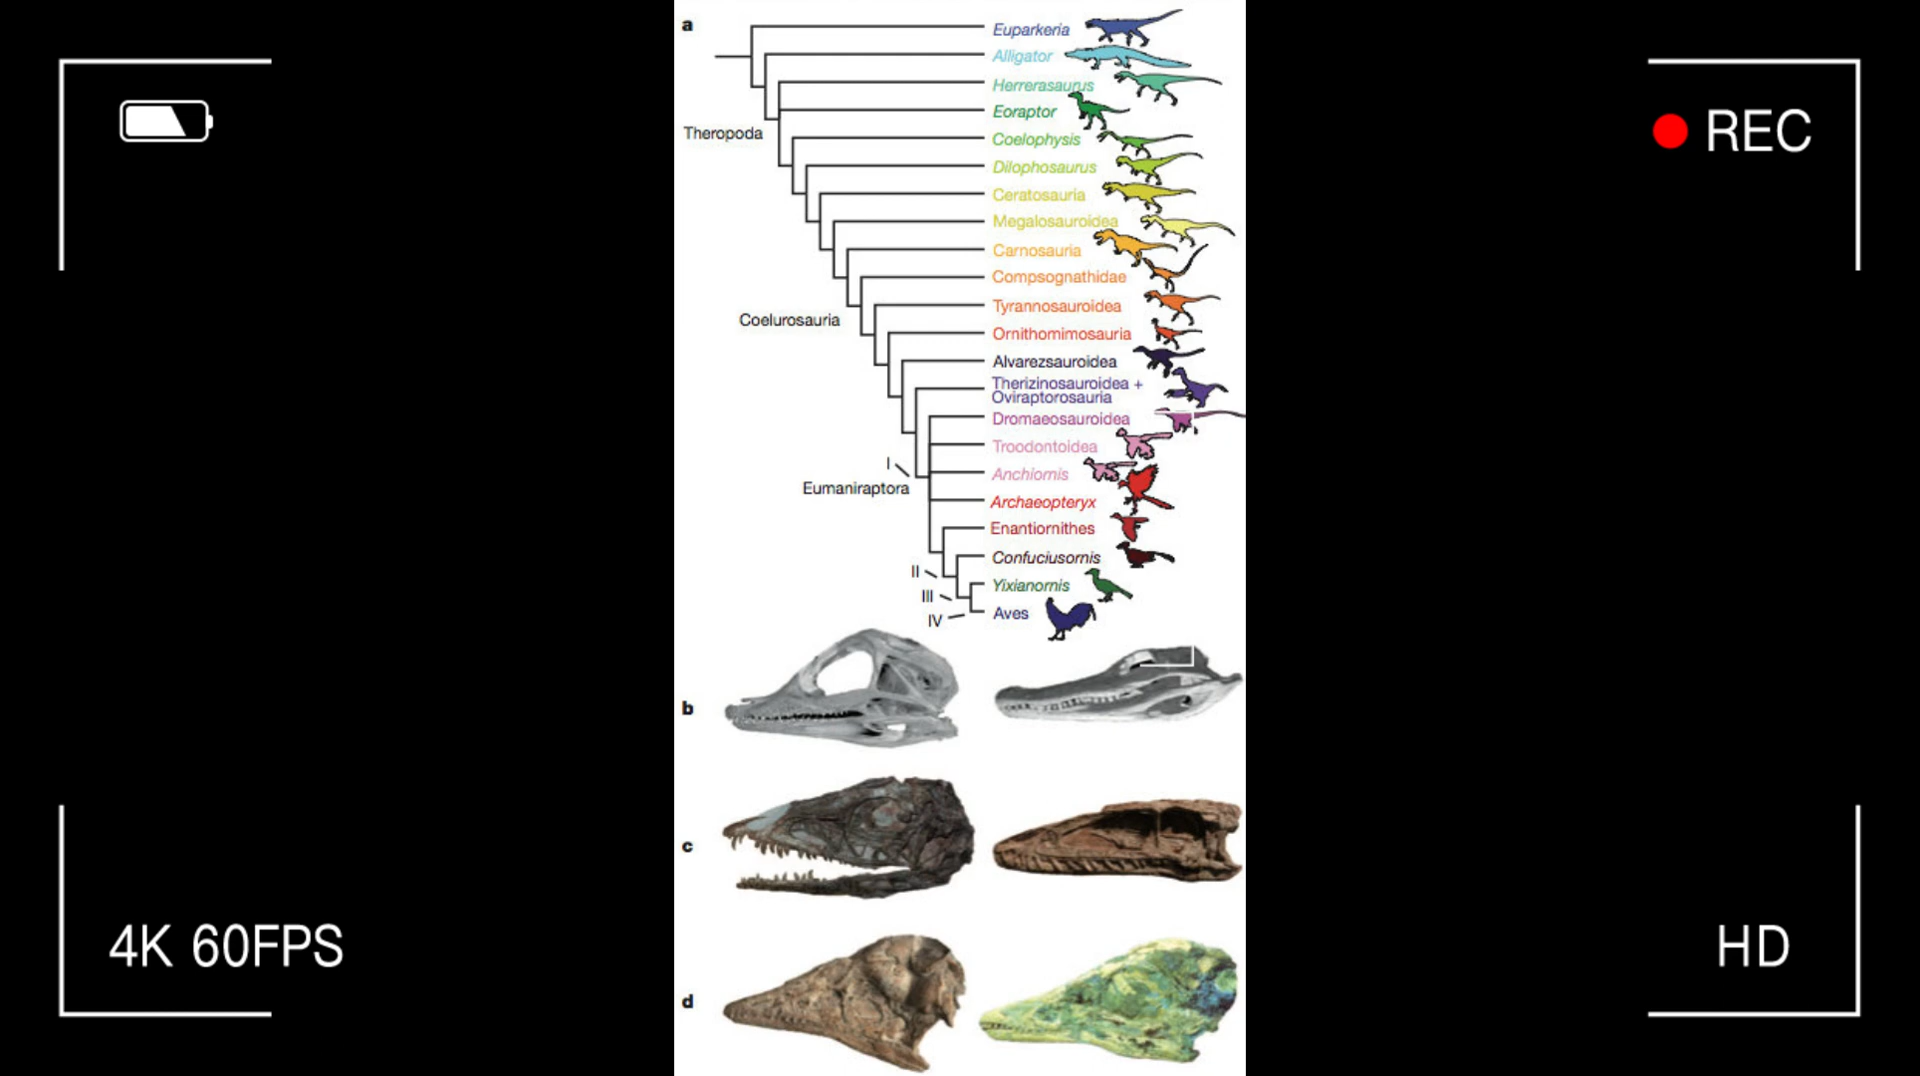 a
Euparkeria
Alligator
Herrerasaurus
Eoraptor
Theropoda
Coelophysis
Dilophosaurus
Ceratosauria
Megalosauroidea
Carnosauria
Compsognathidae
Tyrannosauroidea
Coelurosauria
Ornithomimosauria
Alvarezsauroidea
Therizinosauroidea +
Oviraptorosauria
Dromaeosauroidea
Troodontoidea
I
Anchiornis
Eumaniraptora
Archaeopteryx
Enantiornithes
Confuciusornis
II
Yixianornis
III
Aves
IV
b
c
d
REC
4K 60FPS
HD